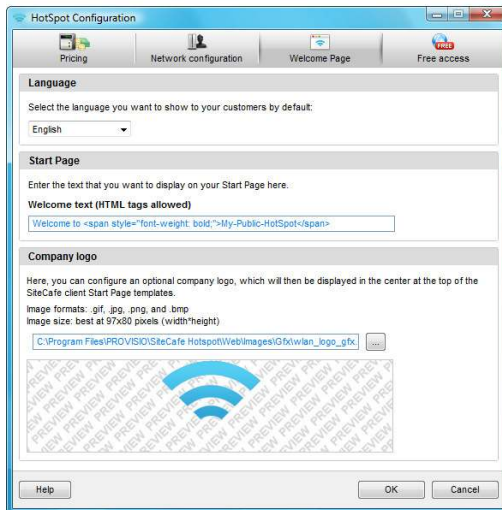 HotSpot Configuration
Pricing
Network configuration
Welcome Page
FREE
Free access
Language
Select the language you want to show to your customers by default:
English
Start Page
Enter the text that you want to display on your Start Page here.
Welcome text (HTML tags allowed)
Welcome to <span style="font-weight: bold;">My-Public-HotSpot</span>
Company logo
Here, you can configure an optional company logo, which will then be displayed in the center at the top of the
SiteCafe client Start Page templates.
Image formats: .gif, .jpg, .png, and .bmp
Image size: best at 97x80 pixels (width*height)
C:\Program Files\PROVISIO\SiteCafe Hotspot\Web\Images\Gfx\wlan_logo_gfx.
...
PREVIEW PREVIEW PREVIEW PREVIEW
Help
OK
Cancel